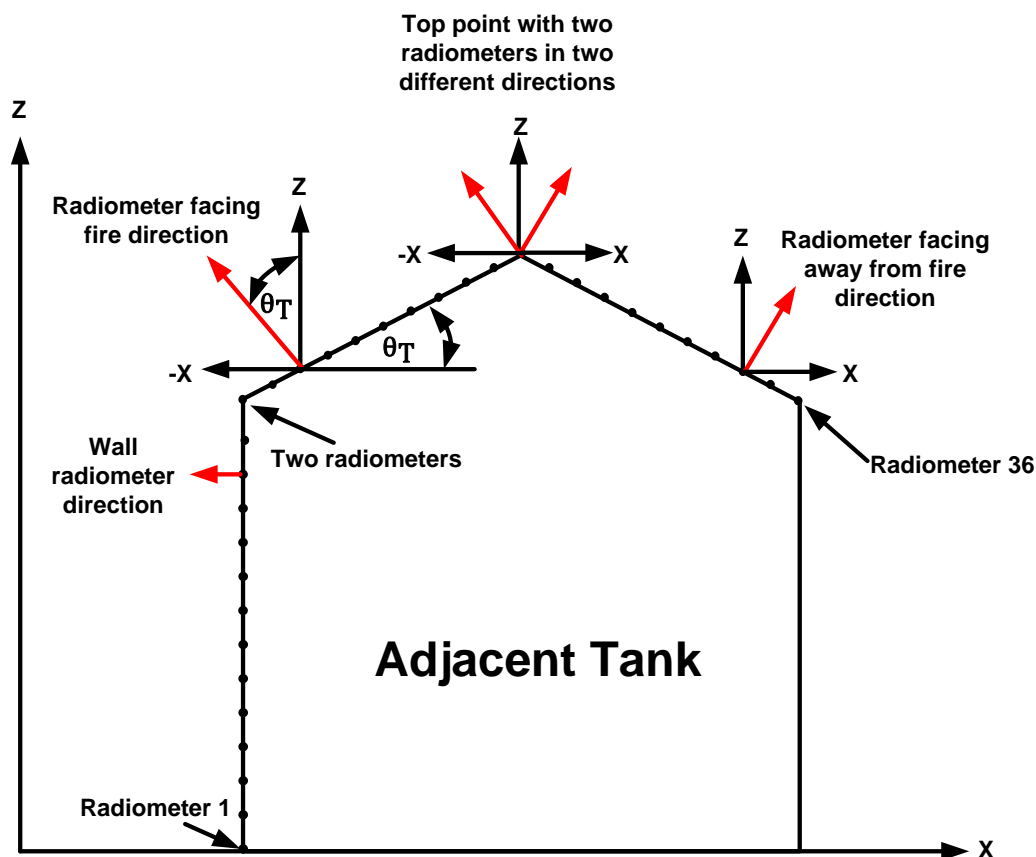 Top point with two
radiometers in two
different directions
Z
Z
Z
Radiometer facing
fire direction
θT
-X
X
Z
Radiometer facing
away from fire
direction
θT
-X
X
Two radiometers
Wall
radiometer
direction
Radiometer 36
Adjacent Tank
Radiometer 1
X